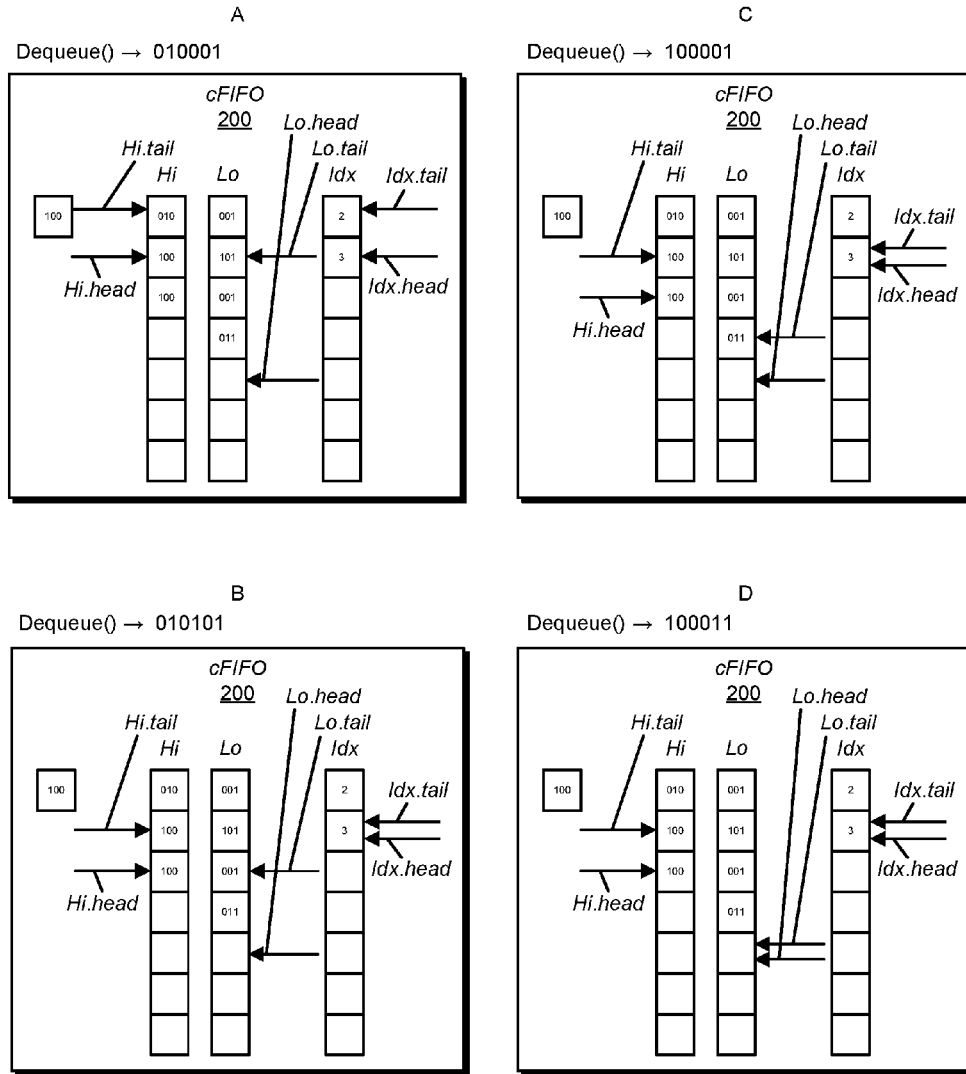 A
Dequeue() → 010001
cFIFO
200
Lo.head
Hi.tail
Lo.tail
Hi Lo Idx
Idx.tail
100 010 001 2
100 101 3
Hi.head
Idx.head
100 001
011
C
Dequeue() → 100001
cFIFO
200
Lo.head
Hi.tail
Lo.tail
Hi Lo Idx
100 010 001 2
Idx.tail
100 101 3
Idx.head
100 001
Hi.head
011
B
Dequeue() → 010101
cFIFO
200
Lo.head
Hi.tail
Lo.tail
Hi Lo Idx
100 010 001 2
Idx.tail
100 101 3
Idx.head
100 001
Hi.head
011
D
Dequeue() → 100011
cFIFO
200
Lo.head
Hi.tail
Lo.tail
Hi Lo Idx
100 010 001 2
Idx.tail
100 101 3
Idx.head
100 001
Hi.head
011